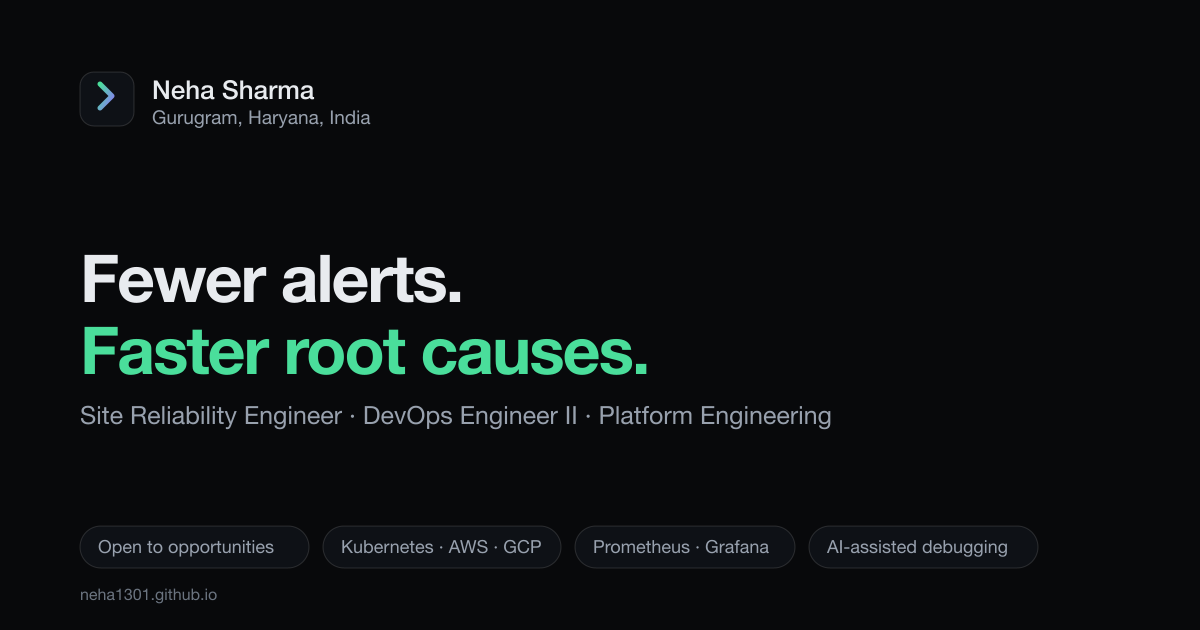 Neha Sharma
Gurugram, Haryana, India
Fewer alerts.
Faster root causes.
Site Reliability Engineer · DevOps Engineer II · Platform Engineering
Open to opportunities
Kubernetes · AWS · GCP
Prometheus · Grafana
AI-assisted debugging
neha1301.github.io